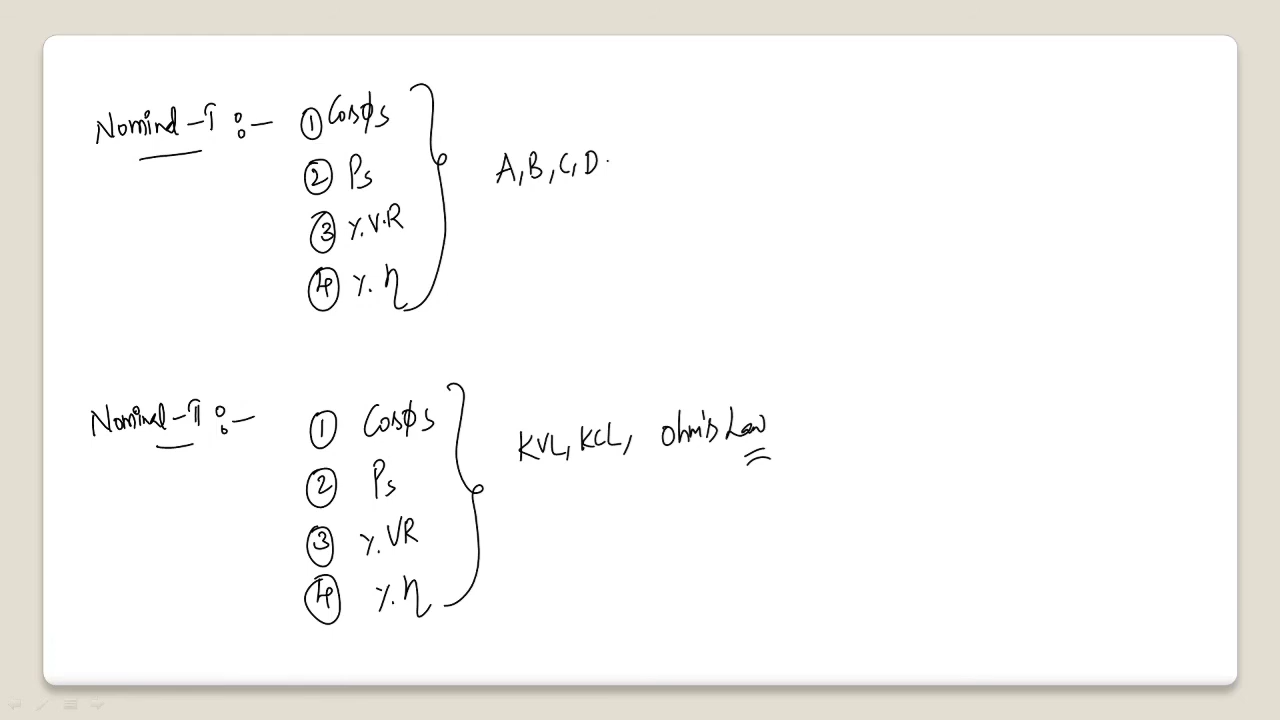 Nominal -T :- ① Cosφs
② Ps
③ %.V.R
④ %.η
A, B, C, D.
Nominal -T :- ① Cosφs
② Ps
③ %.VR
④ %.η
KVL, KCL, Ohm's Law